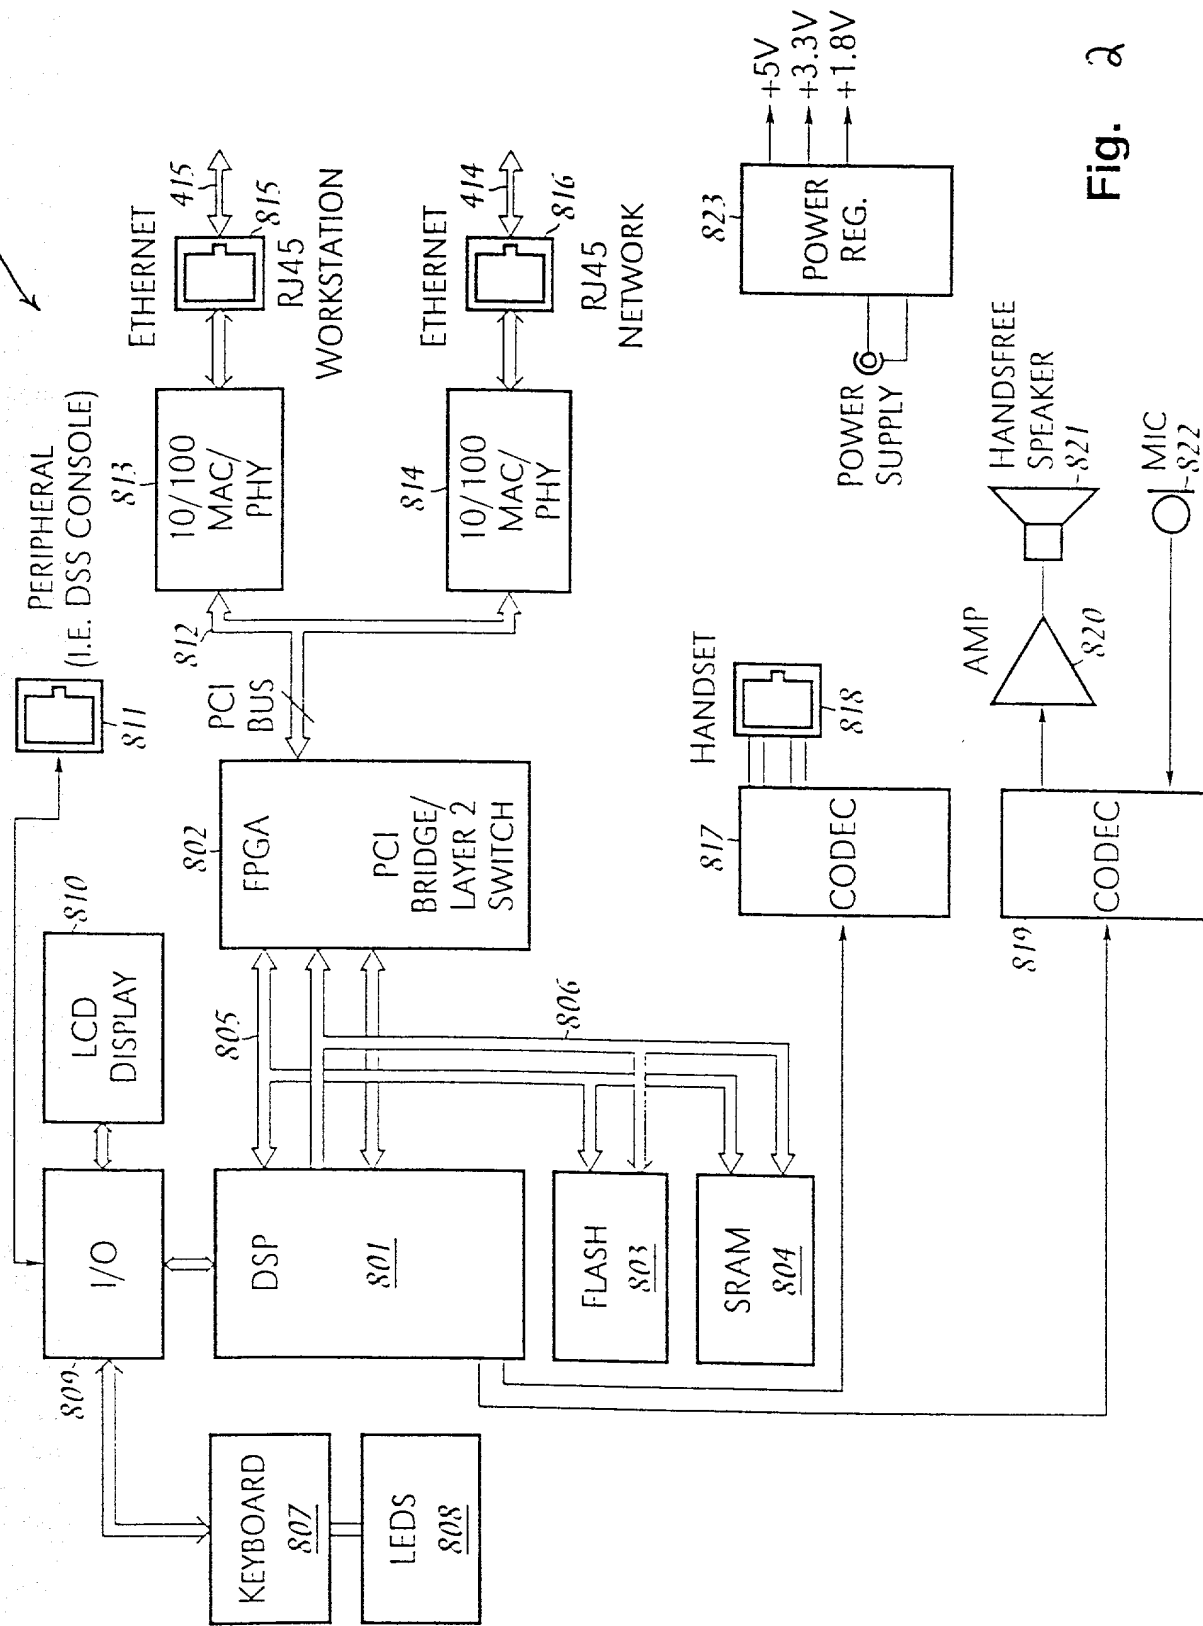 PERIPHERAL
(I.E. DSS CONSOLE)
811
LCD
DISPLAY
810
I/O
809
KEYBOARD
807
LEDS
808
DSP
801
FPGA
PCI
BRIDGE/
LAYER 2
SWITCH
802
805
806
FLASH
803
SRAM
804
PCI
BUS
812
10/100
MAC/
PHY
813
ETHERNET
415
815
RJ45
WORKSTATION
10/100
MAC/
PHY
814
ETHERNET
414
816
RJ45
NETWORK
CODEC
817
HANDSET
818
CODEC
819
AMP
820
HANDSFREE
SPEAKER
821
MIC
822
POWER
SUPPLY
POWER
REG.
823
+5V
+3.3V
+1.8V
Fig. 2